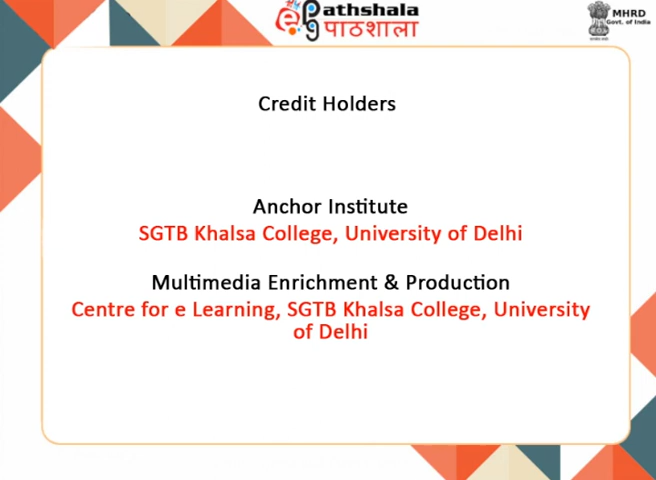 ePathshala
पाठशाला
MHRD
Govt. of India
Credit Holders
Anchor Institute
SGTB Khalsa College, University of Delhi
Multimedia Enrichment & Production
Centre for e Learning, SGTB Khalsa College, University
of Delhi